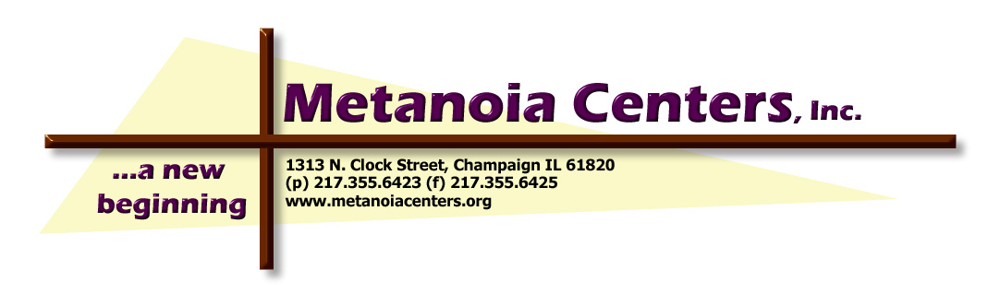 Metanoia Centers, Inc.
...a new
beginning
1313 N. Clock Street, Champaign IL 61820
(p) 217.355.6423 (f) 217.355.6425
www.metanoiacenters.org